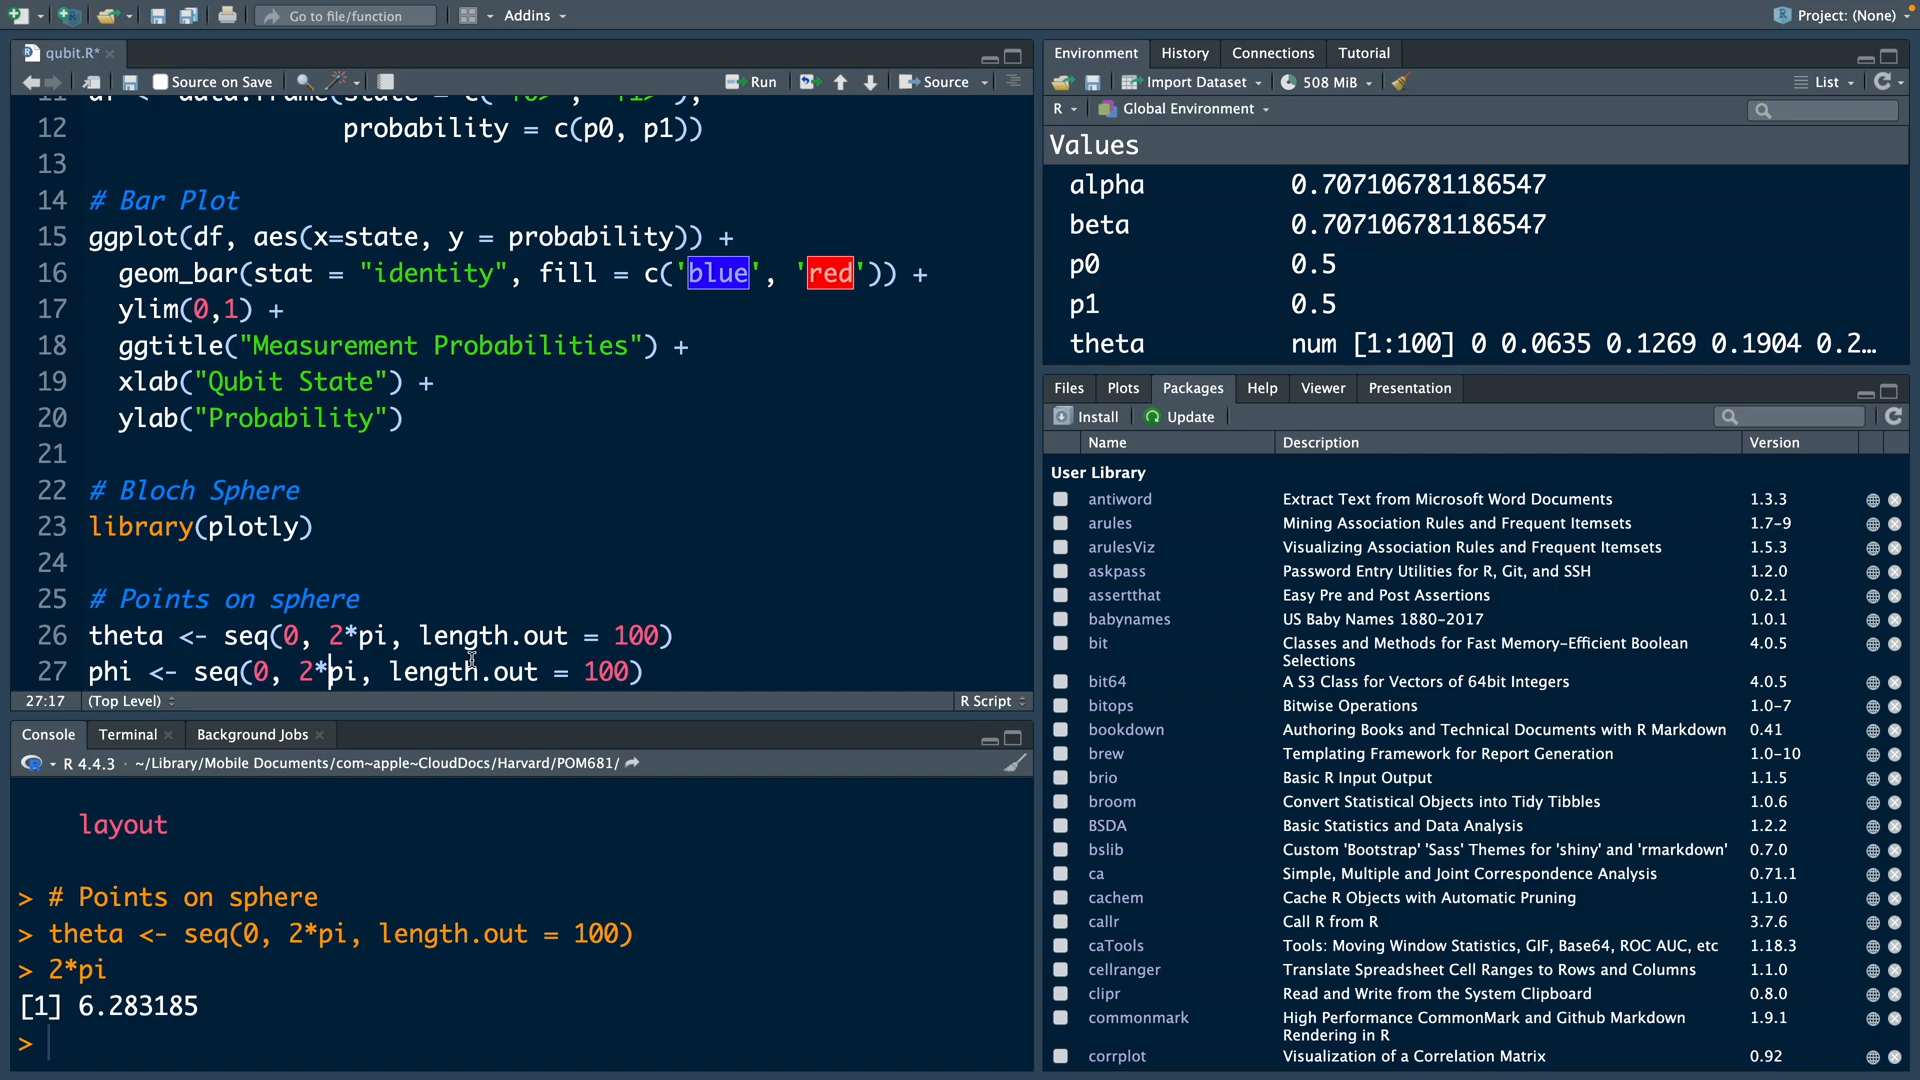 Go to file/function
Addins
Project: (None)
qubit.R*
Source on Save
Run
Source
12 probability = c(p0, p1))
13
14 # Bar Plot
15 ggplot(df, aes(x=state, y = probability)) +
16 geom_bar(stat = "identity", fill = c('blue', 'red')) +
17 ylim(0,1) +
18 ggtitle("Measurement Probabilities") +
19 xlab("Qubit State") +
20 ylab("Probability")
21
22 # Bloch Sphere
23 library(plotly)
24
25 # Points on sphere
26 theta <- seq(0, 2*pi, length.out = 100)
27 phi <- seq(0, 2*pi, length.out = 100)
27:17 (Top Level) R Script
Console Terminal Background Jobs
R 4.4.3 · ~/Library/Mobile Documents/com~apple~CloudDocs/Harvard/POM681/
layout
> # Points on sphere
> theta <- seq(0, 2*pi, length.out = 100)
> 2*pi
[1] 6.283185
>
Environment History Connections Tutorial
Import Dataset 508 MiB List
R Global Environment
Values
alpha 0.707106781186547
beta 0.707106781186547
p0 0.5
p1 0.5
theta num [1:100] 0 0.0635 0.1269 0.1904 0.2…
Files Plots Packages Help Viewer Presentation
Install Update
Name Description Version
User Library
antiword Extract Text from Microsoft Word Documents 1.3.3
arules Mining Association Rules and Frequent Itemsets 1.7-9
arulesViz Visualizing Association Rules and Frequent Itemsets 1.5.3
askpass Password Entry Utilities for R, Git, and SSH 1.2.0
assertthat Easy Pre and Post Assertions 0.2.1
babynames US Baby Names 1880-2017 1.0.1
bit Classes and Methods for Fast Memory-Efficient Boolean 4.0.5
Selections
bit64 A S3 Class for Vectors of 64bit Integers 4.0.5
bitops Bitwise Operations 1.0-7
bookdown Authoring Books and Technical Documents with R Markdown 0.41
brew Templating Framework for Report Generation 1.0-10
brio Basic R Input Output 1.1.5
broom Convert Statistical Objects into Tidy Tibbles 1.0.6
BSDA Basic Statistics and Data Analysis 1.2.2
bslib Custom 'Bootstrap' 'Sass' Themes for 'shiny' and 'rmarkdown' 0.7.0
ca Simple, Multiple and Joint Correspondence Analysis 0.71.1
cachem Cache R Objects with Automatic Pruning 1.1.0
callr Call R from R 3.7.6
caTools Tools: Moving Window Statistics, GIF, Base64, ROC AUC, etc 1.18.3
cellranger Translate Spreadsheet Cell Ranges to Rows and Columns 1.1.0
clipr Read and Write from the System Clipboard 0.8.0
commonmark High Performance CommonMark and Github Markdown 1.9.1
Rendering in R
corrplot Visualization of a Correlation Matrix 0.92